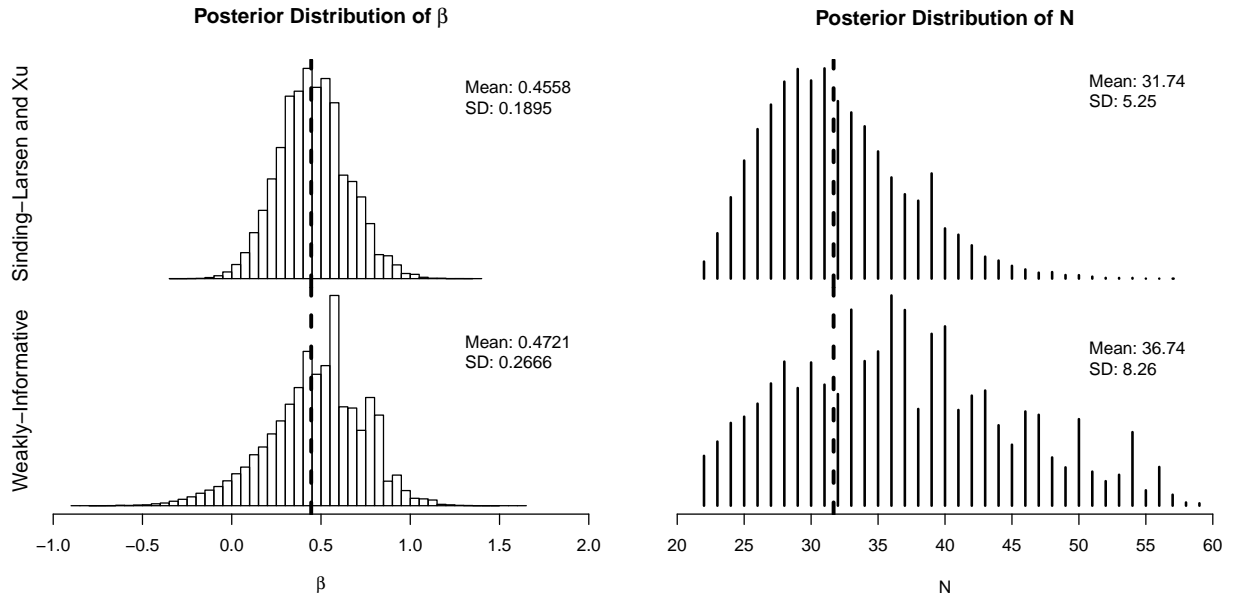 Posterior Distribution of β
Posterior Distribution of N
Sinding−Larsen and Xu
Mean: 0.4558
SD: 0.1895
Mean: 31.74
SD: 5.25
Weakly−Informative
Mean: 0.4721
SD: 0.2666
Mean: 36.74
SD: 8.26
−1.0 −0.5 0.0 0.5 1.0 1.5 2.0
β
20 25 30 35 40 45 50 55 60
N